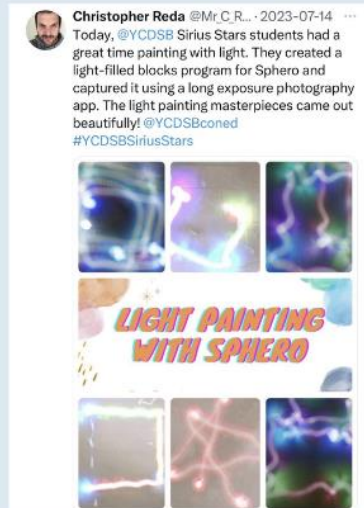 Christopher Reda @Mr_C_R... · 2023-07-14 ...
Today, @YCDSB Sirius Stars students had a
great time painting with light. They created a
light-filled blocks program for Sphero and
captured it using a long exposure photography
app. The light painting masterpieces came out
beautifully! @YCDSBconed
#YCDSBSiriusStars
LIGHT PAINTING
WITH SPHERO